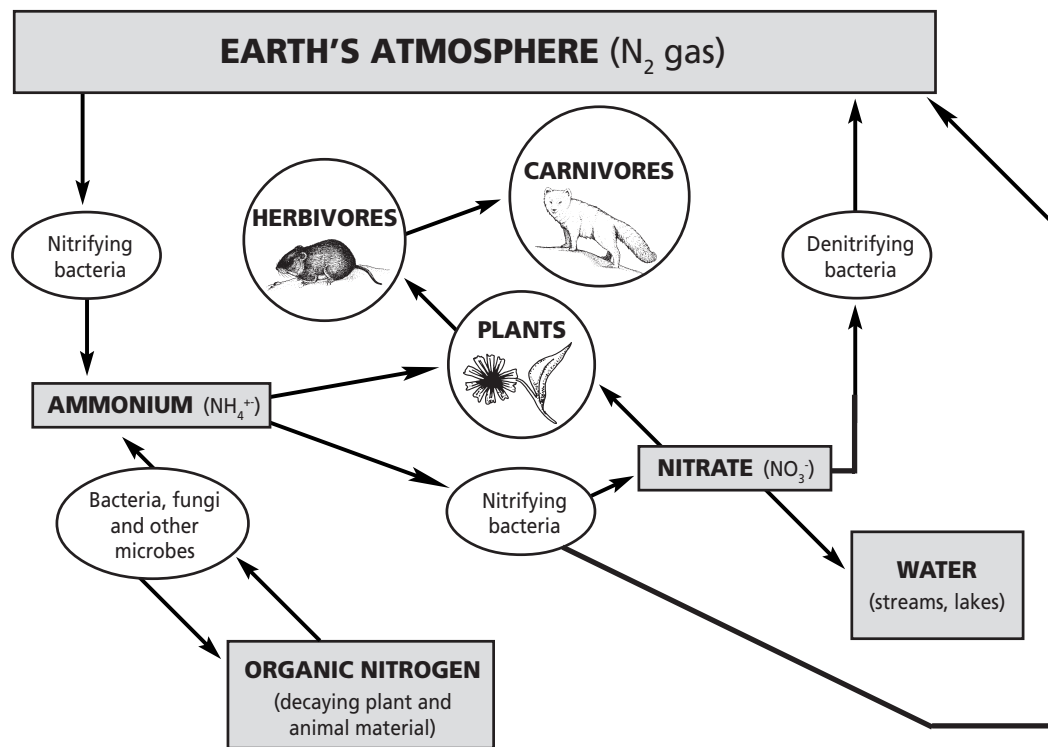 EARTH'S ATMOSPHERE (N₂ gas)
CARNIVORES
HERBIVORES
Nitrifying
bacteria
Denitrifying
bacteria
PLANTS
AMMONIUM (NH₄⁺⁻)
NITRATE (NO₃⁻)
Bacteria, fungi
and other
microbes
Nitrifying
bacteria
WATER
(streams, lakes)
ORGANIC NITROGEN
(decaying plant and
animal material)